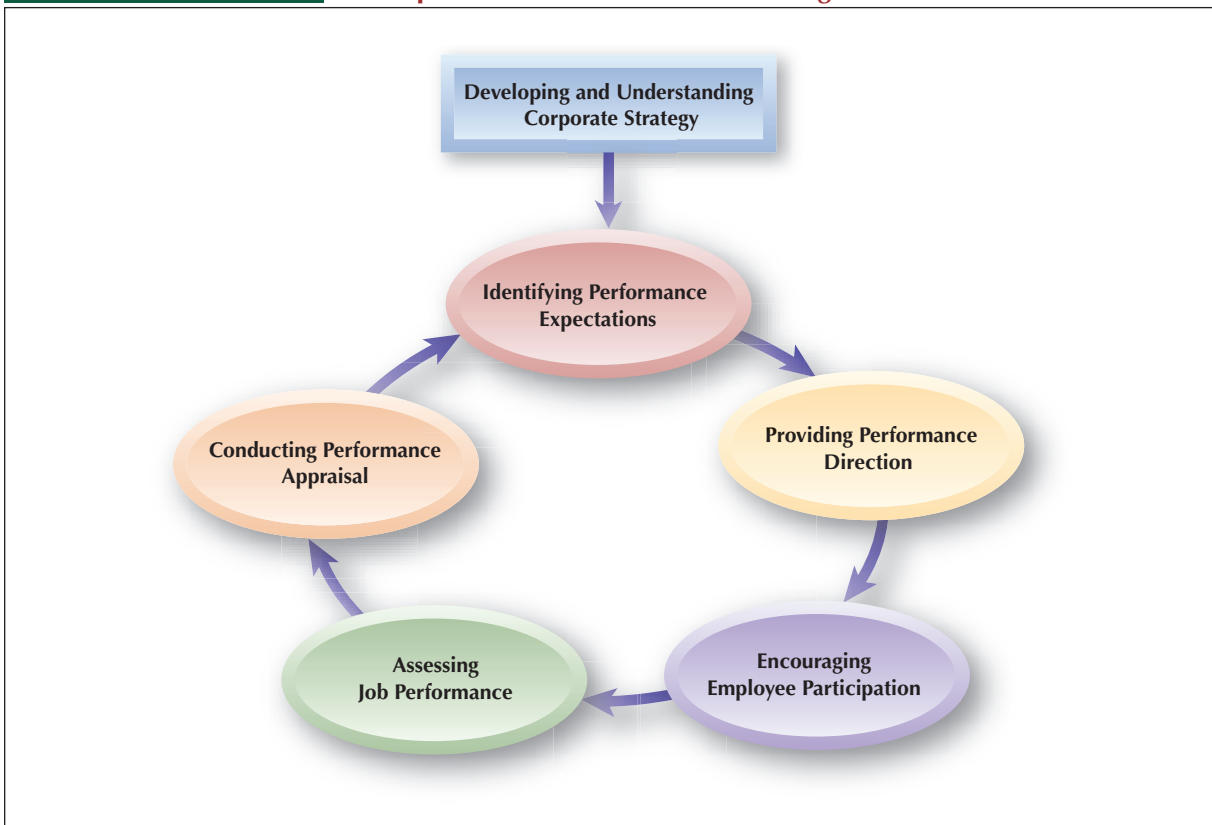 Developing and Understanding
Corporate Strategy
Identifying Performance
Expectations
Providing Performance
Direction
Encouraging
Employee Participation
Assessing
Job Performance
Conducting Performance
Appraisal